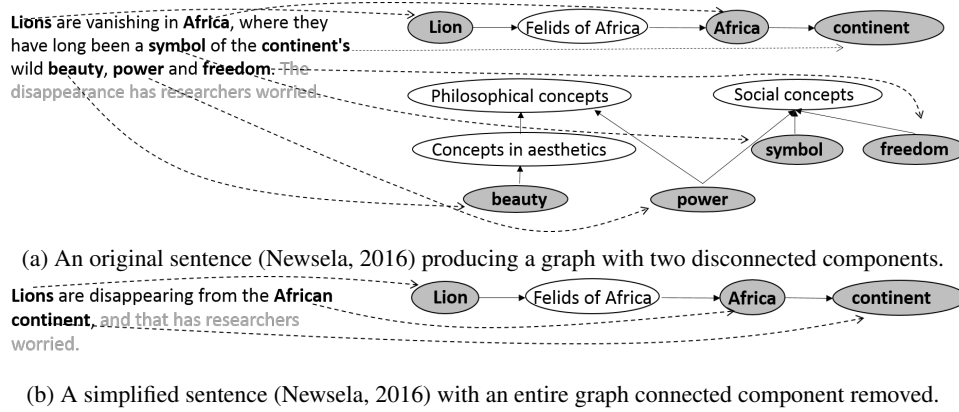 Lions are vanishing in Africa, where they
have long been a symbol of the continent's
wild beauty, power and freedom. The
disappearance has researchers worried.
Lion
Felids of Africa
Africa
continent
Philosophical concepts
Social concepts
Concepts in aesthetics
symbol
freedom
beauty
power
(a) An original sentence (Newsela, 2016) producing a graph with two disconnected components.
Lions are disappearing from the African
continent, and that has researchers
worried.
Lion
Felids of Africa
Africa
continent
(b) A simplified sentence (Newsela, 2016) with an entire graph connected component removed.